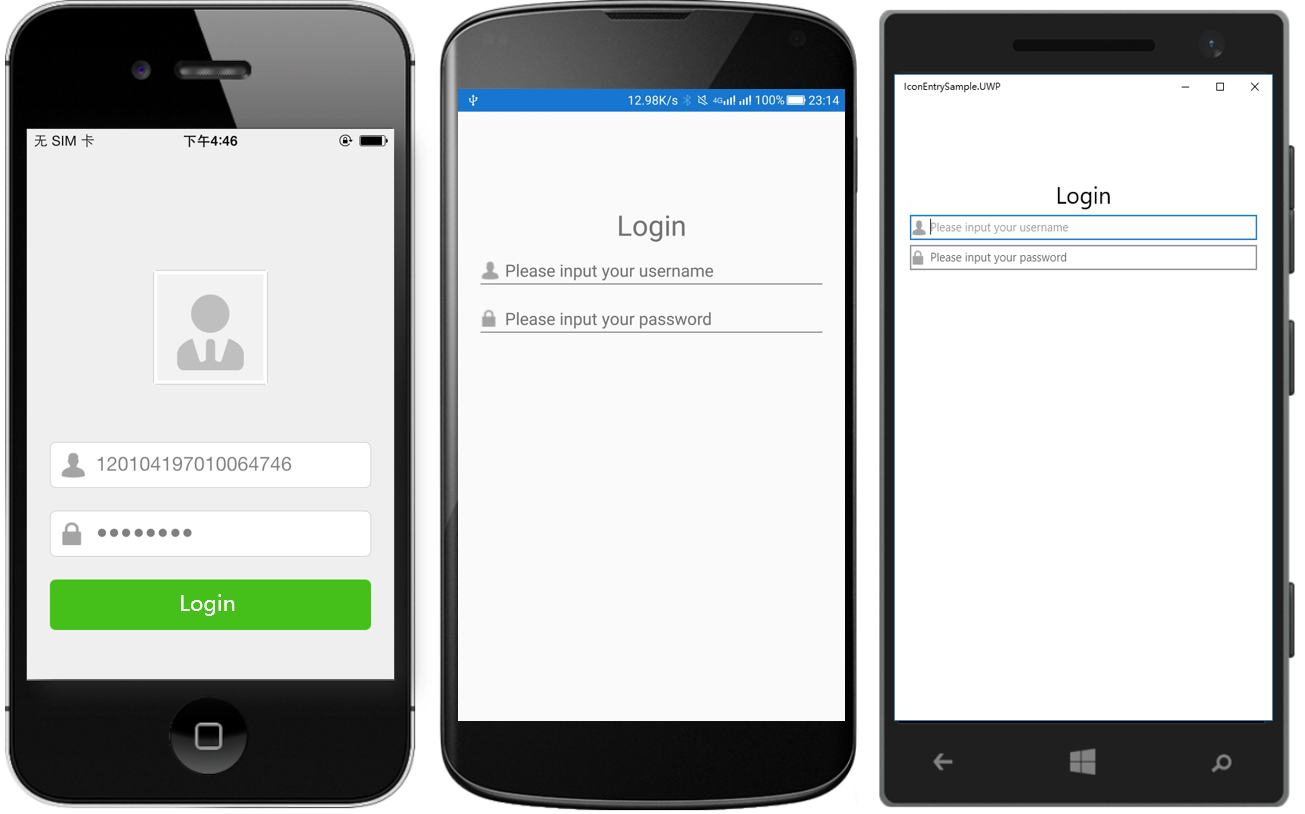 无 SIM 卡 下午4:46
120104197010064746
●●●●●●●●
Login
12.98K/s 4G 100% 23:14
Login
Please input your username
Please input your password
IconEntrySample.UWP
Login
Please input your username
Please input your password